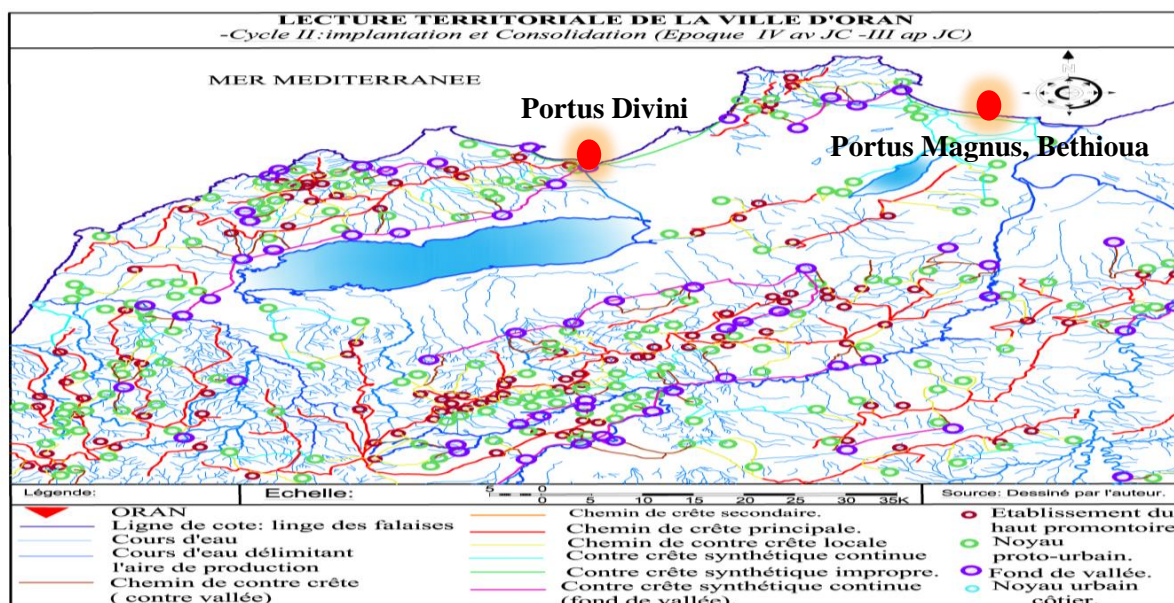 LECTURE TERRITORIALE DE LA VILLE D'ORAN
-Cycle II:implantation et Consolidation (Epoque IV av JC -III ap JC)
MER MEDITERRANEE
N
Portus Divini
Portus Magnus, Bethioua
Légende:
Echelle:
5 0 5 10 15 20 25 30 35K
Source: Dessiné par l'auteur.
ORAN
Ligne de cote: linge des falaises
Cours d'eau
Cours d'eau délimitant
l'aire de production
Chemin de contre crête
( contre vallée)
Chemin de crête secondaire.
Chemin de crête principale.
Chemin de contre crête locale
Contre crête synthétique continue
Contre crête synthétique impropre.
Contre crête synthétique continue
(fond de vallée)
Etablissement du
haut promontoire
Noyau
proto-urbain.
Fond de vallée.
Noyau urbain
côtier